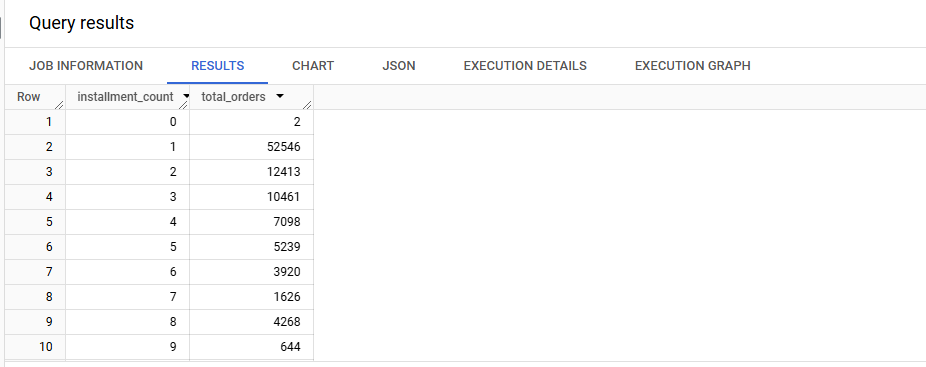 Query results
JOB INFORMATION RESULTS CHART JSON EXECUTION DETAILS EXECUTION GRAPH
Row installment_count total_orders
1 0 2
2 1 52546
3 2 12413
4 3 10461
5 4 7098
6 5 5239
7 6 3920
8 7 1626
9 8 4268
10 9 644